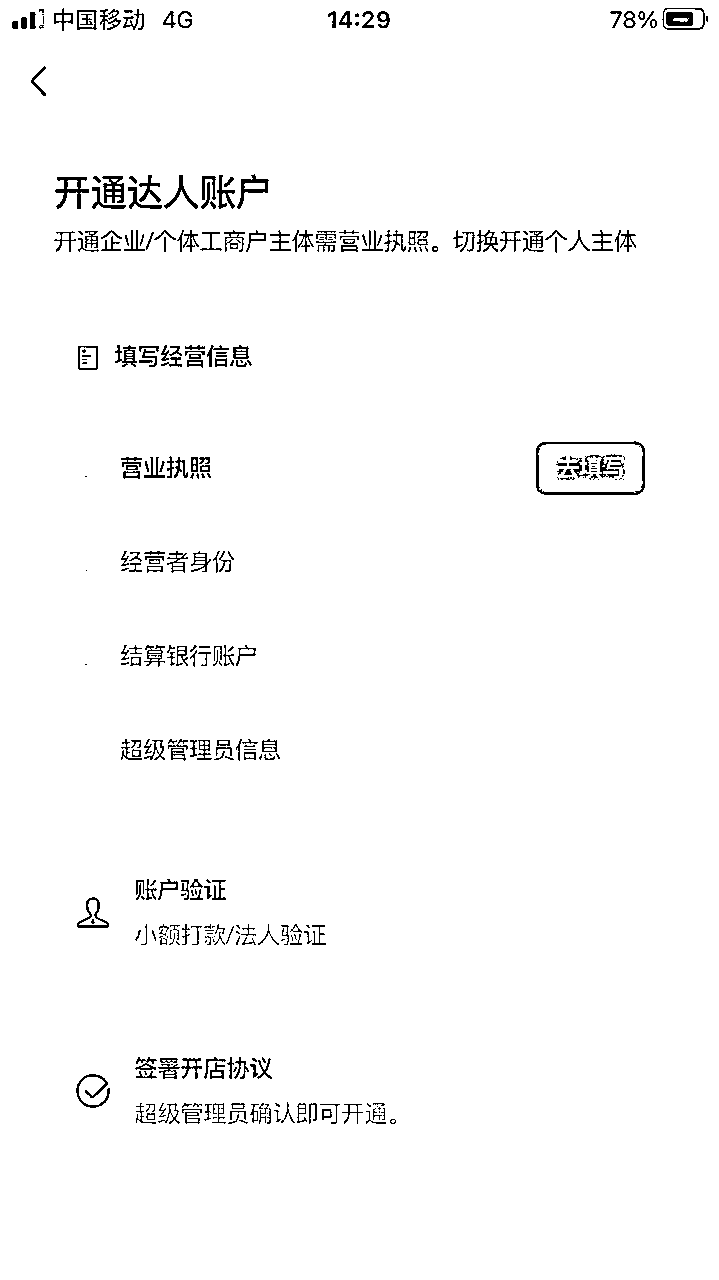 中国移动 4G 14:29 78%
开通达人账户
开通企业/个体工商户主体需营业执照。切换开通个人主体
填写经营信息
营业执照 去填写
经营者身份
结算银行账户
超级管理员信息
账户验证
小额打款/法人验证
签署开店协议
超级管理员确认即可开通。